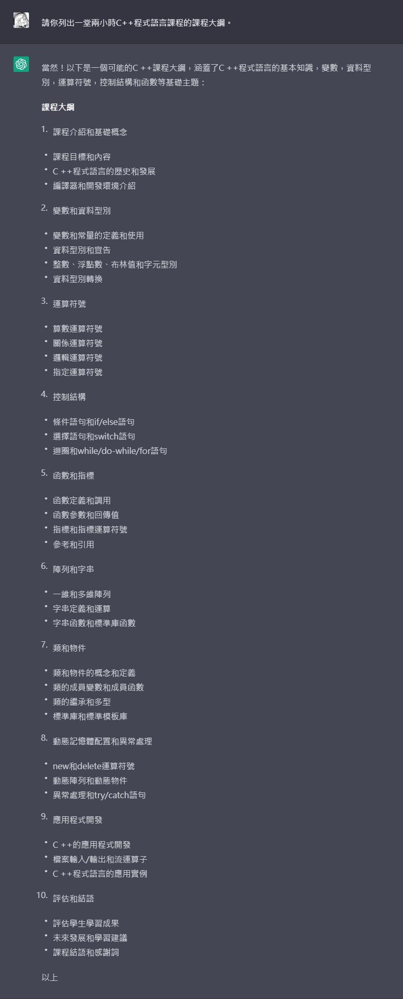 請你列出一堂兩小時C++程式語言課程的課程大綱。
當然！以下是一個可能的C ++課程大綱，涵蓋了C ++程式語言的基本知識，變數，資料型
別，運算符號，控制結構和函數等基礎主題：
課程大綱
1. 課程介紹和基礎概念
• 課程目標和內容
• C ++程式語言的歷史和發展
• 編譯器和開發環境介紹
2. 變數和資料型別
• 變數和常量的定義和使用
• 資料型別和宣告
• 整數、浮點數、布林值和字元型別
• 資料型別轉換
3. 運算符號
• 算數運算符號
• 關係運算符號
• 邏輯運算符號
• 指定運算符號
4. 控制結構
• 條件語句和if/else語句
• 選擇語句和switch語句
• 迴圈和while/do-while/for語句
5. 函數和指標
• 函數定義和調用
• 函數參數和回傳值
• 指標和指標運算符號
• 參考和引用
6. 陣列和字串
• 一維和多維陣列
• 字串定義和運算
• 字串函數和標準庫函數
7. 類和物件
• 類和物件的概念和定義
• 類的成員變數和成員函數
• 類的繼承和多型
• 標準庫和標準模板庫
8. 動態記憶體配置和異常處理
• new和delete運算符號
• 動態陣列和動態物件
• 異常處理和try/catch語句
9. 應用程式開發
• C ++的應用程式開發
• 檔案輸入/輸出和流運算子
• C ++程式語言的應用實例
10. 評估和結語
• 評估學生學習成果
• 未來發展和學習建議
• 課程結語和感謝詞
以上